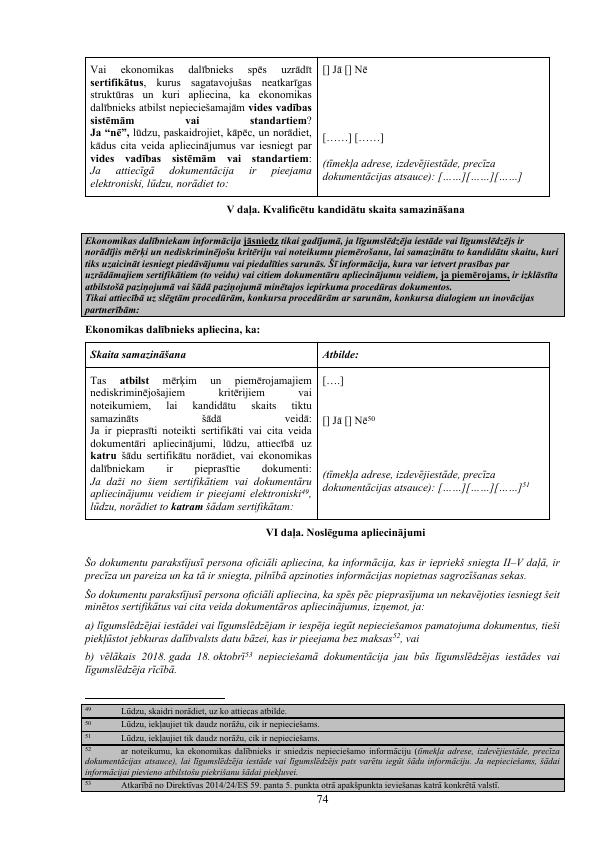 Vai ekonomikas dalībnieks spēs uzrādīt
sertifikātus, kurus sagatavojušas neatkarīgas
struktūras un kuri apliecina, ka ekonomikas
dalībnieks atbilst nepieciešamajām vides vadības
sistēmām vai standartiem?
Ja “nē”, lūdzu, paskaidrojiet, kāpēc, un norādiet,
kādus cita veida apliecinājumus var iesniegt par
vides vadības sistēmām vai standartiem:
Ja attiecīgā dokumentācija ir pieejama
elektroniski, lūdzu, norādiet to:
[] Jā [] Nē
[……] [……]
(tīmekļa adrese, izdevējiestāde, precīza
dokumentācijas atsauce): [……][……][……]
V daļa. Kvalificētu kandidātu skaita samazināšana
Ekonomikas dalībniekam informācija jāsniedz tikai gadījumā, ja līgumslēdzēja iestāde vai līgumslēdzējs ir
norādījis mērķi un nediskriminējošu kritēriju vai noteikumu piemērošanu, lai samazinātu to kandidātu skaitu, kuri
tiks uzaicināt iesniegt piedāvājumu vai piedalīties sarunās. Šī informācija, kura var ietvert prasības par
uzrādāmajiem sertifikātiem (to veidu) vai citiem dokumentāru apliecinājumu veidiem, ja piemērojams, ir izklāstīta
atbilstošā paziņojumā vai šādā paziņojumā minētajos iepirkuma procedūras dokumentos.
Tikai attiecībā uz slēgtām procedūrām, konkursa procedūrām ar sarunām, konkursa dialogiem un inovācijas
partnerībām:
Ekonomikas dalībnieks apliecina, ka:
Skaita samazināšana
Atbilde:
Tas atbilst mērķim un piemērojamajiem
nediskriminējošajiem kritērijiem vai
noteikumiem, lai kandidātu skaits tiktu
samazināts šādā veidā:
Ja ir pieprasīti noteikti sertifikāti vai cita veida
dokumentāri apliecinājumi, lūdzu, attiecībā uz
katru šādu sertifikātu norādiet, vai ekonomikas
dalībniekam ir pieprasītie dokumenti:
Ja daži no šiem sertifikātiem vai dokumentāru
apliecinājumu veidiem ir pieejami elektroniski⁴⁹,
lūdzu, norādiet to katram šādam sertifikātam:
[….]
[] Jā [] Nē⁵⁰
(tīmekļa adrese, izdevējiestāde, precīza
dokumentācijas atsauce): [……][……][……]⁵¹
VI daļa. Noslēguma apliecinājumi
Šo dokumentu parakstījusī persona oficiāli apliecina, ka informācija, kas ir iepriekš sniegta II–V daļā, ir
precīza un pareiza un ka tā ir sniegta, pilnībā apzinoties informācijas nopietnas sagrozīšanas sekas.
Šo dokumentu parakstījusī persona oficiāli apliecina, ka spēs pēc pieprasījuma un nekavējoties iesniegt šeit
minētos sertifikātus vai cita veida dokumentāros apliecinājumus, izņemot, ja:
a) līgumslēdzējai iestādei vai līgumslēdzējam ir iespēja iegūt nepieciešamos pamatojuma dokumentus, tieši
piekļūstot jebkuras dalībvalsts datu bāzei, kas ir pieejama bez maksas⁵², vai
b) vēlākais 2018. gada 18. oktobrī⁵³ nepieciešamā dokumentācija jau būs līgumslēdzējas iestādes vai
līgumslēdzēja rīcībā.
⁴⁹ Lūdzu, skaidri norādiet, uz ko attiecas atbilde.
⁵⁰ Lūdzu, iekļaujiet tik daudz norāžu, cik ir nepieciešams.
⁵¹ Lūdzu, iekļaujiet tik daudz norāžu, cik ir nepieciešams.
⁵² ar noteikumu, ka ekonomikas dalībnieks ir sniedzis nepieciešamo informāciju (tīmekļa adrese, izdevējiestāde, precīza
dokumentācijas atsauce), lai līgumslēdzēja iestāde vai līgumslēdzējs pats varētu iegūt šādu informāciju. Ja nepieciešams, šādai
informācijai pievieno atbilstošu piekrišanu šādai piekļuvei.
⁵³ Atkarībā no Direktīvas 2014/24/ES 59. panta 5. punkta otrā apakšpunkta ieviešanas katrā konkrētā valstī.
74